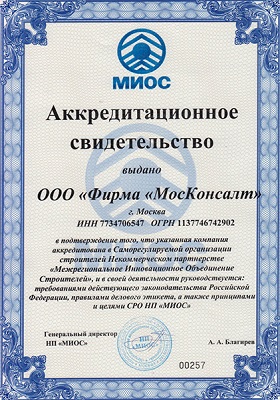 МИОС
Аккредитационное
свидетельство
выдано
ООО «Фирма «МосКонсалт»
г. Москва
ИНН 7734706547 ОГРН 1137746742902
в подтверждение того, что указанная компания
аккредитована в Саморегулируемой организации
строителей Некоммерческом партнерстве
«Межрегиональное Инновационное Объединение
Строителей», и в своей деятельности руководствуется:
требованиями действующего законодательства Российской
Федерации, правилами делового этикета, а также принципами
и целями СРО НП «МИОС»
Генеральный директор
НП «МИОС»
А. А. Благирев
НП
"МИОС"
00257